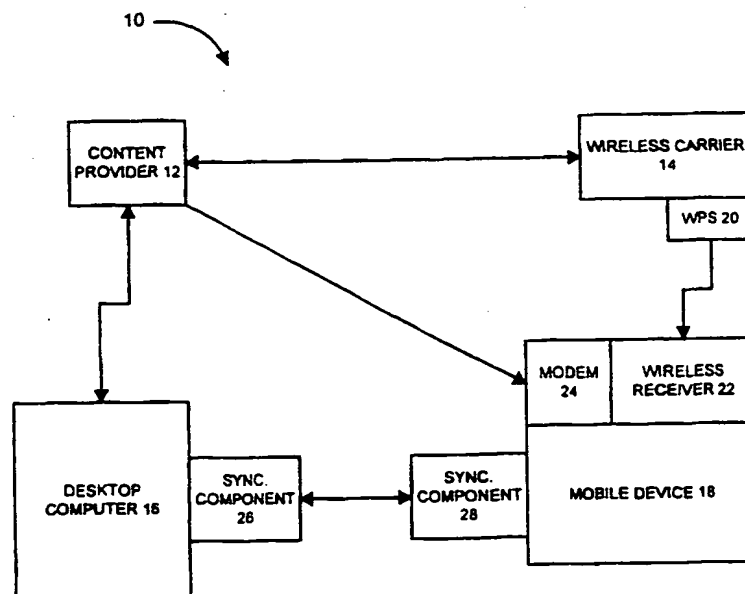 10
CONTENT
PROVIDER 12
WIRELESS CARRIER
14
WPS 20
MODEM
24
WIRELESS
RECEIVER 22
DESKTOP
COMPUTER 16
SYNC.
COMPONENT
26
SYNC.
COMPONENT
28
MOBILE DEVICE 18